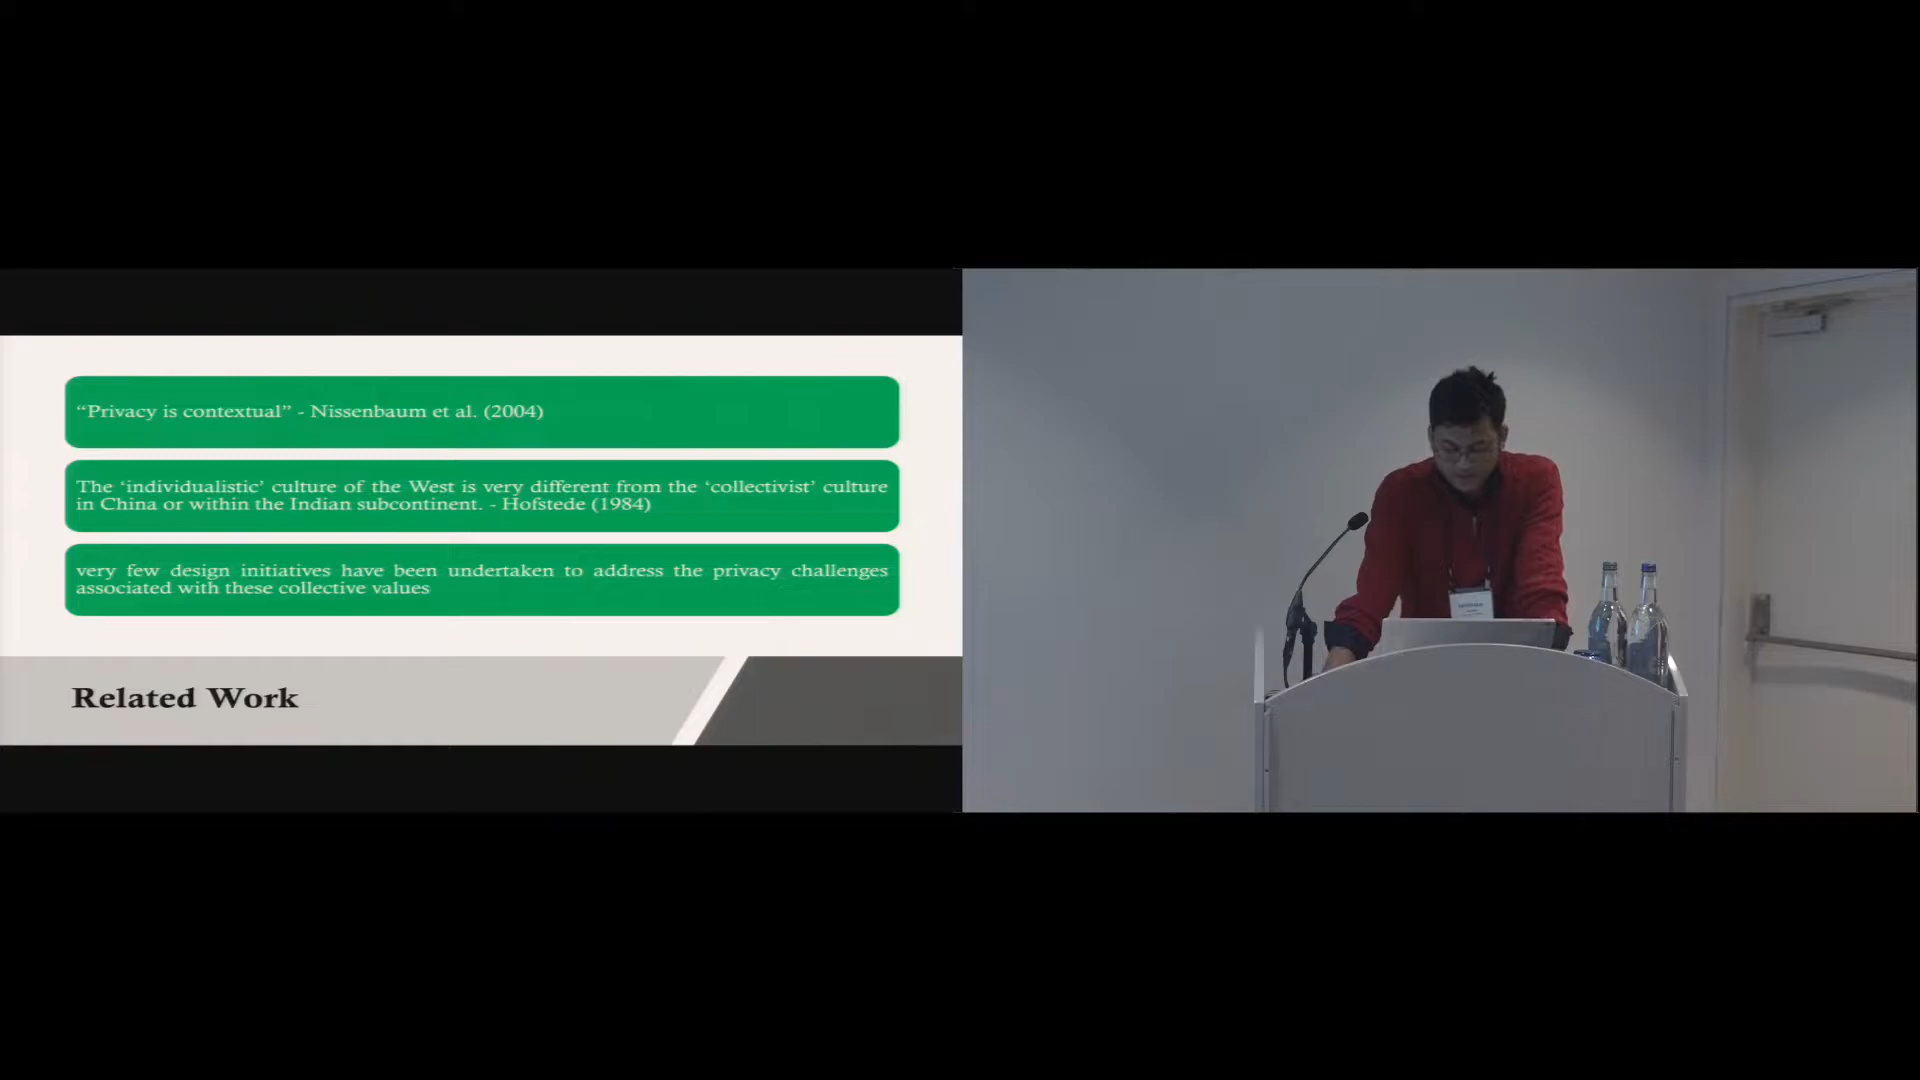 “Privacy is contextual” - Nissenbaum et al. (2004)
The ‘individualistic’ culture of the West is very different from the ‘collectivist’ culture
in China or within the Indian subcontinent. - Hofstede (1984)
very few design initiatives have been undertaken to address the privacy challenges
associated with these collective values
Related Work